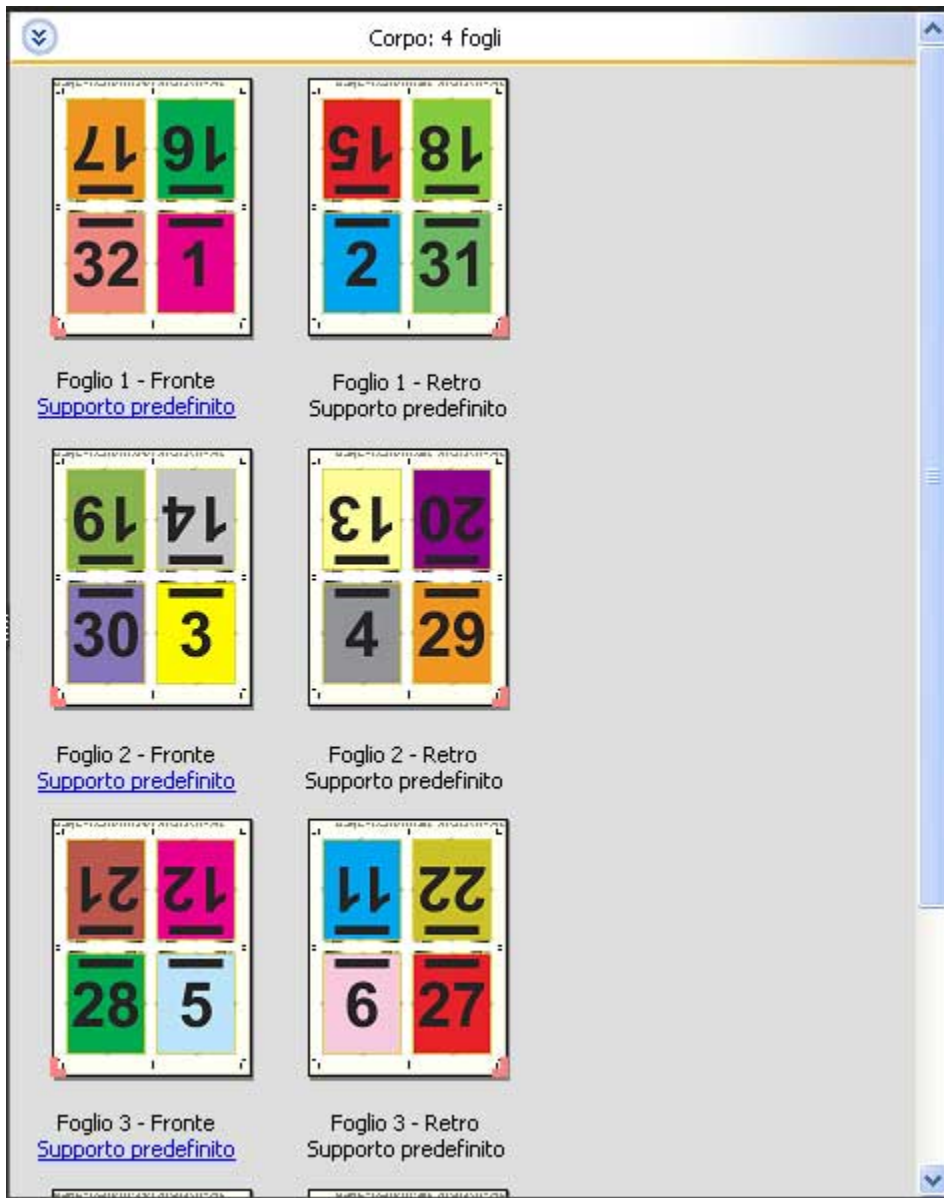 Corpo: 4 fogli
17 16
32 1
15 18
2 31
Foglio 1 - Fronte
Supporto predefinito
Foglio 1 - Retro
Supporto predefinito
19 14
30 3
13 20
4 29
Foglio 2 - Fronte
Supporto predefinito
Foglio 2 - Retro
Supporto predefinito
21 12
28 5
11 22
6 27
Foglio 3 - Fronte
Supporto predefinito
Foglio 3 - Retro
Supporto predefinito